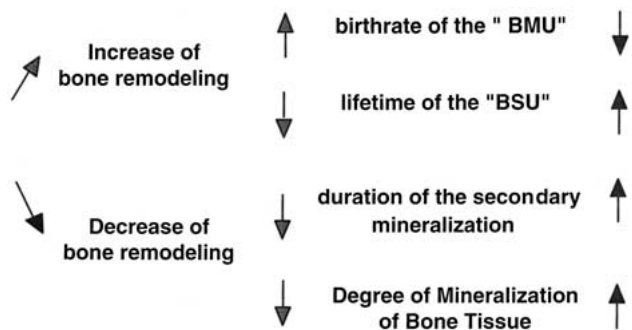 Increase of
bone remodeling
birthrate of the " BMU"
lifetime of the "BSU"
Decrease of
bone remodeling
duration of the secondary
mineralization
Degree of Mineralization
of Bone Tissue